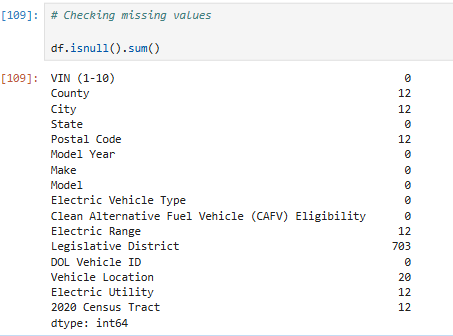 [109]: # Checking missing values
df.isnull().sum()
[109]: VIN (1-10) 0
County 12
City 12
State 0
Postal Code 12
Model Year 0
Make 0
Model 0
Electric Vehicle Type 0
Clean Alternative Fuel Vehicle (CAFV) Eligibility 0
Electric Range 12
Legislative District 703
DOL Vehicle ID 0
Vehicle Location 20
Electric Utility 12
2020 Census Tract 12
dtype: int64